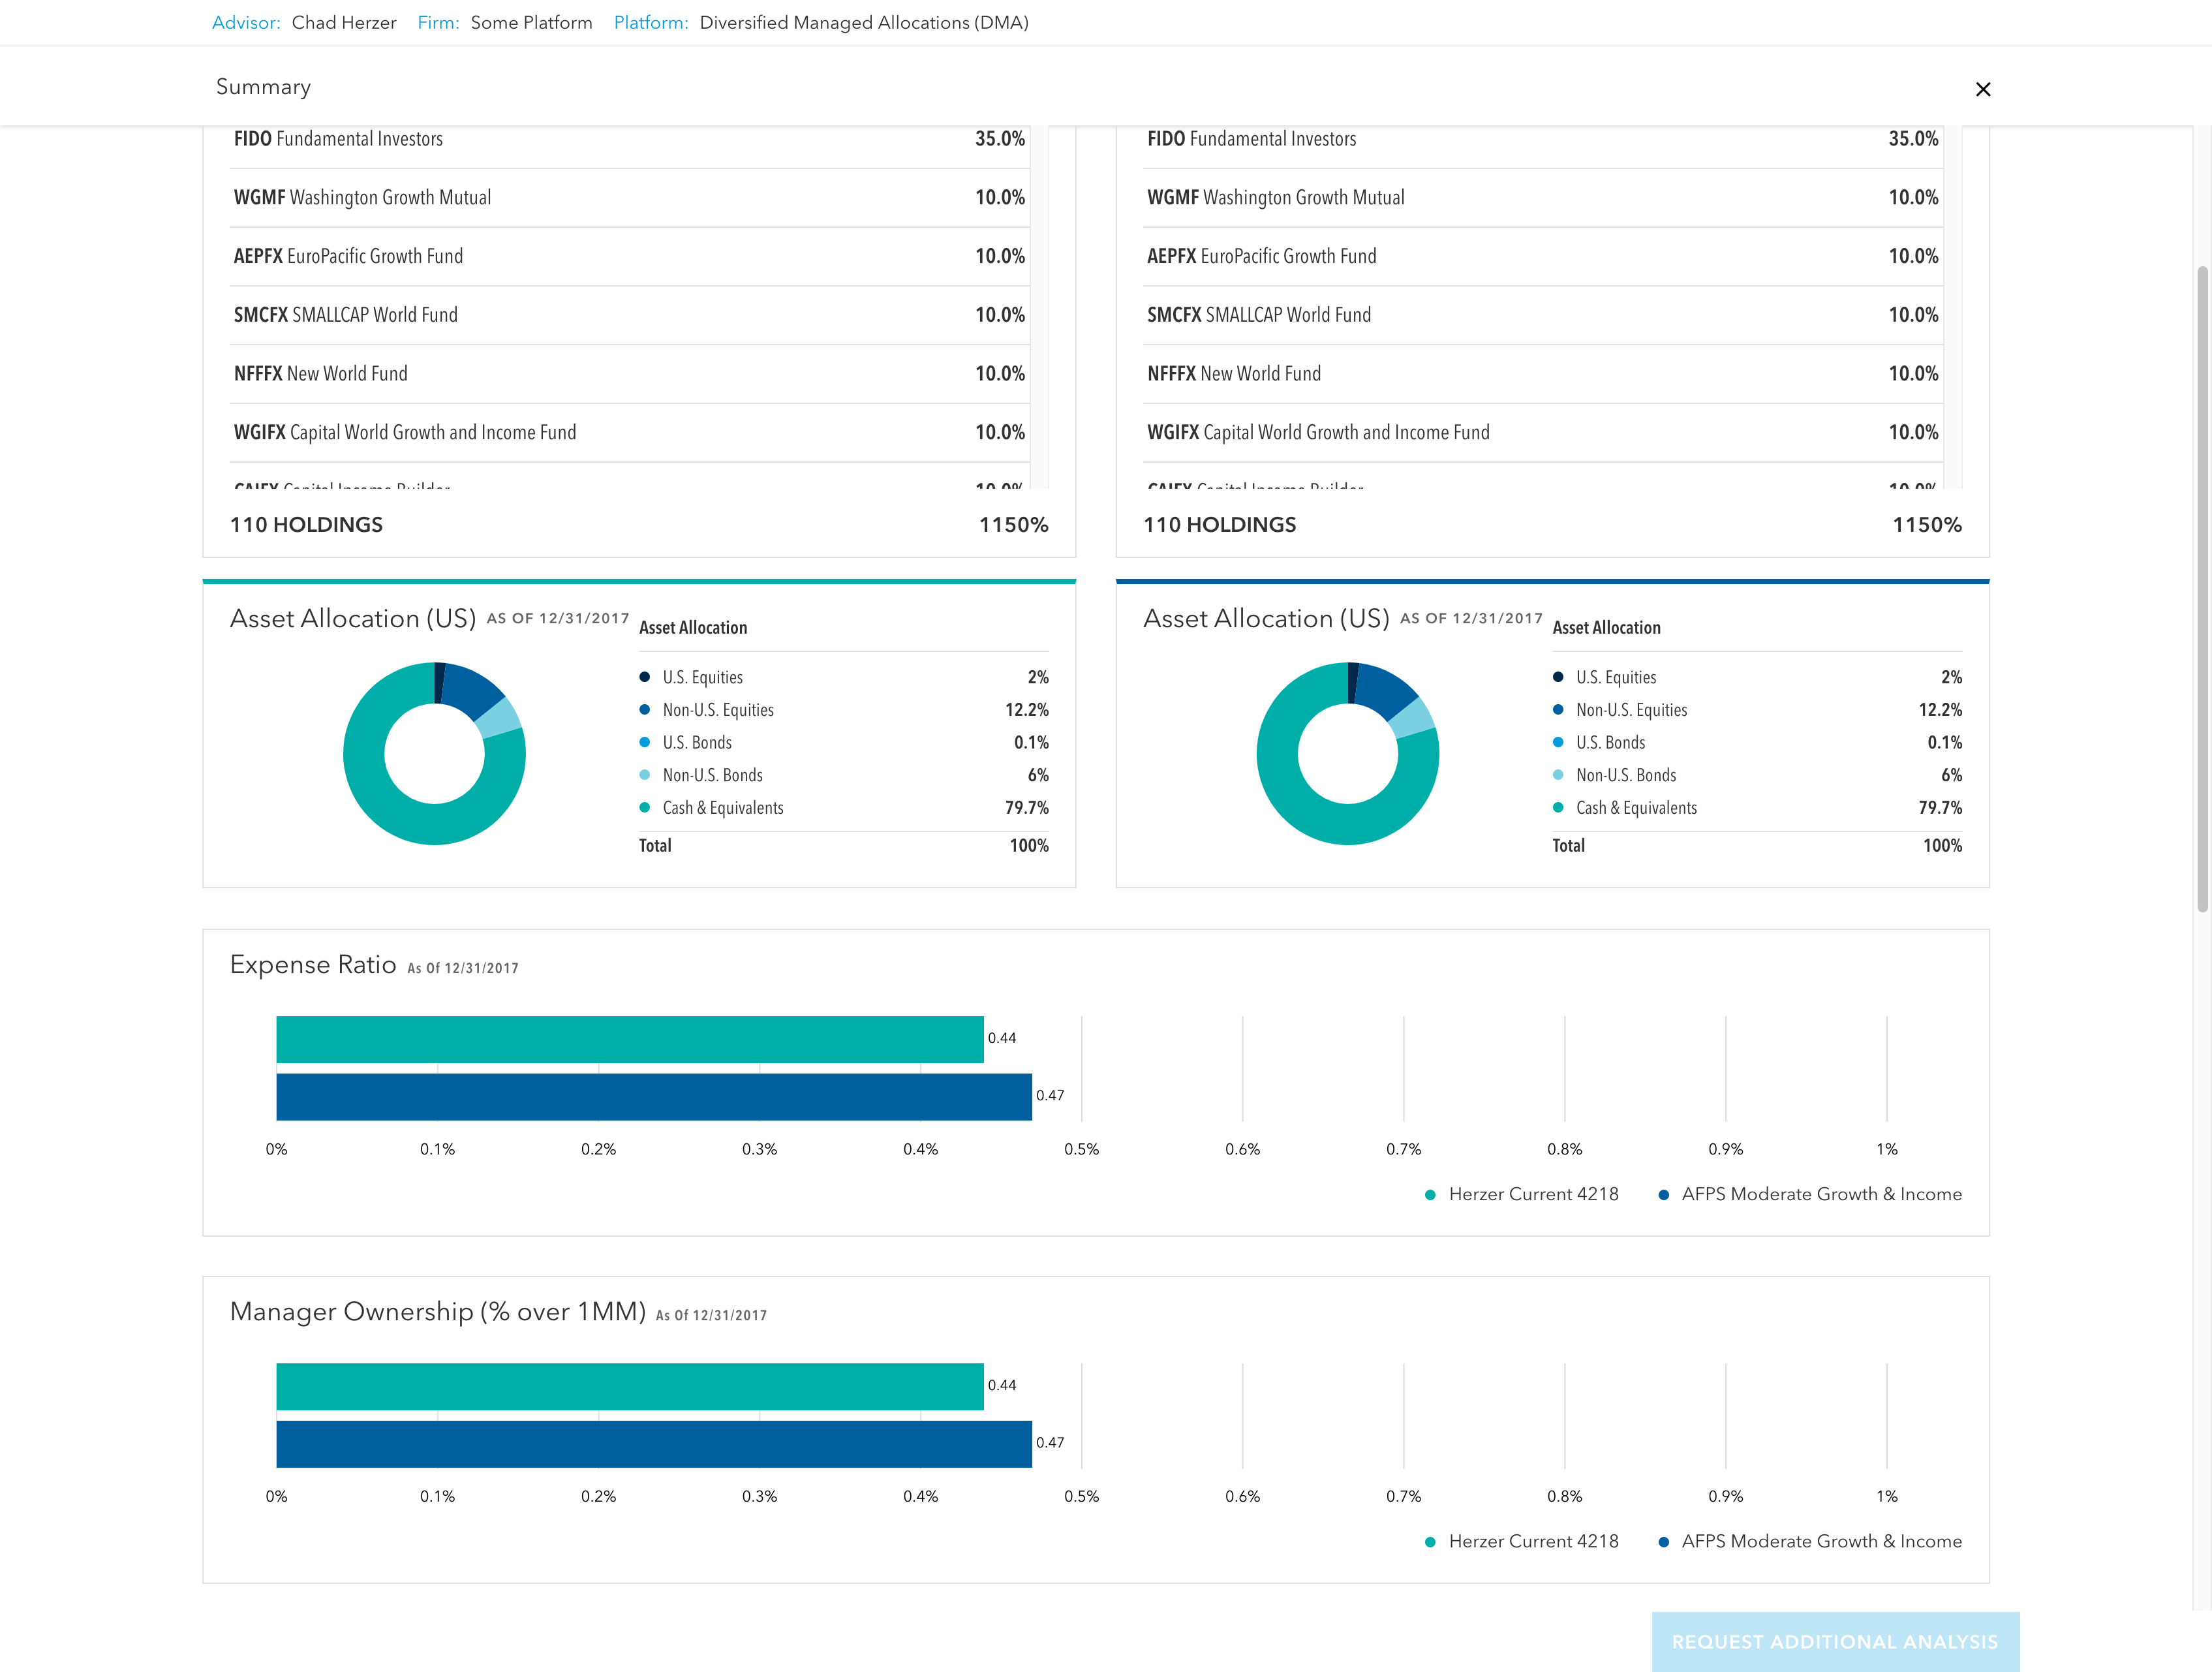 Advisor: Chad Herzer Firm: Some Platform Platform: Diversified Managed Allocations (DMA)
Summary
FIDO Fundamental Investors 35.0%
WGMF Washington Growth Mutual 10.0%
AEPFX EuroPacific Growth Fund 10.0%
SMCFX SMALLCAP World Fund 10.0%
NFFFX New World Fund 10.0%
WGIFX Capital World Growth and Income Fund 10.0%
CAIFX Capital Income Builder 10.0%
110 HOLDINGS 1150%
FIDO Fundamental Investors 35.0%
WGMF Washington Growth Mutual 10.0%
AEPFX EuroPacific Growth Fund 10.0%
SMCFX SMALLCAP World Fund 10.0%
NFFFX New World Fund 10.0%
WGIFX Capital World Growth and Income Fund 10.0%
CAIFX Capital Income Builder 10.0%
110 HOLDINGS 1150%
Asset Allocation (US) AS OF 12/31/2017
Asset Allocation
U.S. Equities 2%
Non-U.S. Equities 12.2%
U.S. Bonds 0.1%
Non-U.S. Bonds 6%
Cash & Equivalents 79.7%
Total 100%
Asset Allocation (US) AS OF 12/31/2017
Asset Allocation
U.S. Equities 2%
Non-U.S. Equities 12.2%
U.S. Bonds 0.1%
Non-U.S. Bonds 6%
Cash & Equivalents 79.7%
Total 100%
Expense Ratio As Of 12/31/2017
0.44
0.47
0% 0.1% 0.2% 0.3% 0.4% 0.5% 0.6% 0.7% 0.8% 0.9% 1%
Herzer Current 4218 AFPS Moderate Growth & Income
Manager Ownership (% over 1MM) As Of 12/31/2017
0.44
0.47
0% 0.1% 0.2% 0.3% 0.4% 0.5% 0.6% 0.7% 0.8% 0.9% 1%
Herzer Current 4218 AFPS Moderate Growth & Income
REQUEST ADDITIONAL ANALYSIS